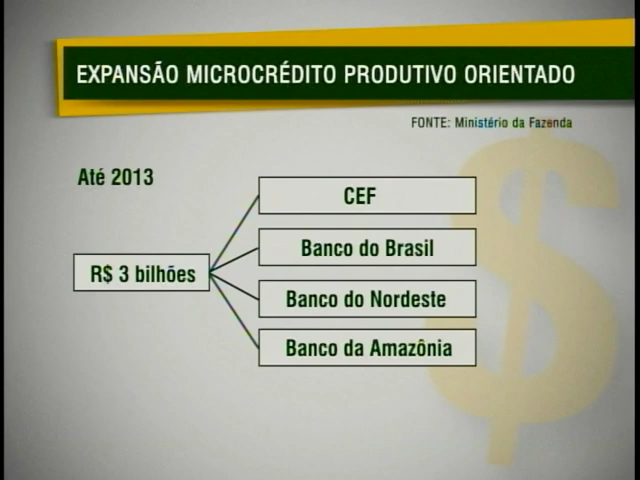 EXPANSÃO MICROCRÉDITO PRODUTIVO ORIENTADO
FONTE: Ministério da Fazenda
Até 2013
R$ 3 bilhões
CEF
Banco do Brasil
Banco do Nordeste
Banco da Amazônia
$